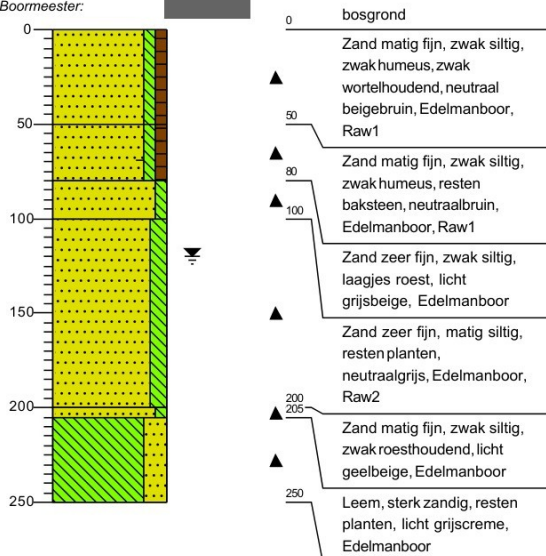 Boormeester:
0
50
100
150
200
250
0
bosgrond
Zand matig fijn, zwak siltig,
zwak humeus, zwak
wortelhoudend, neutraal
beigebruin, Edelmanboor,
Raw1
50
Zand matig fijn, zwak siltig,
zwak humeus, resten
baksteen, neutraalbruin,
Edelmanboor, Raw1
80
Zand zeer fijn, zwak siltig,
laagjes roest, licht
grijsbeige, Edelmanboor
100
Zand zeer fijn, matig siltig,
resten planten,
neutraalgrijs, Edelmanboor,
Raw2
200
Zand matig fijn, zwak siltig,
zwak roesthoudend, licht
geelbeige, Edelmanboor
205
Leem, sterk zandig, resten
planten, licht grijscreme,
Edelmanboor
250